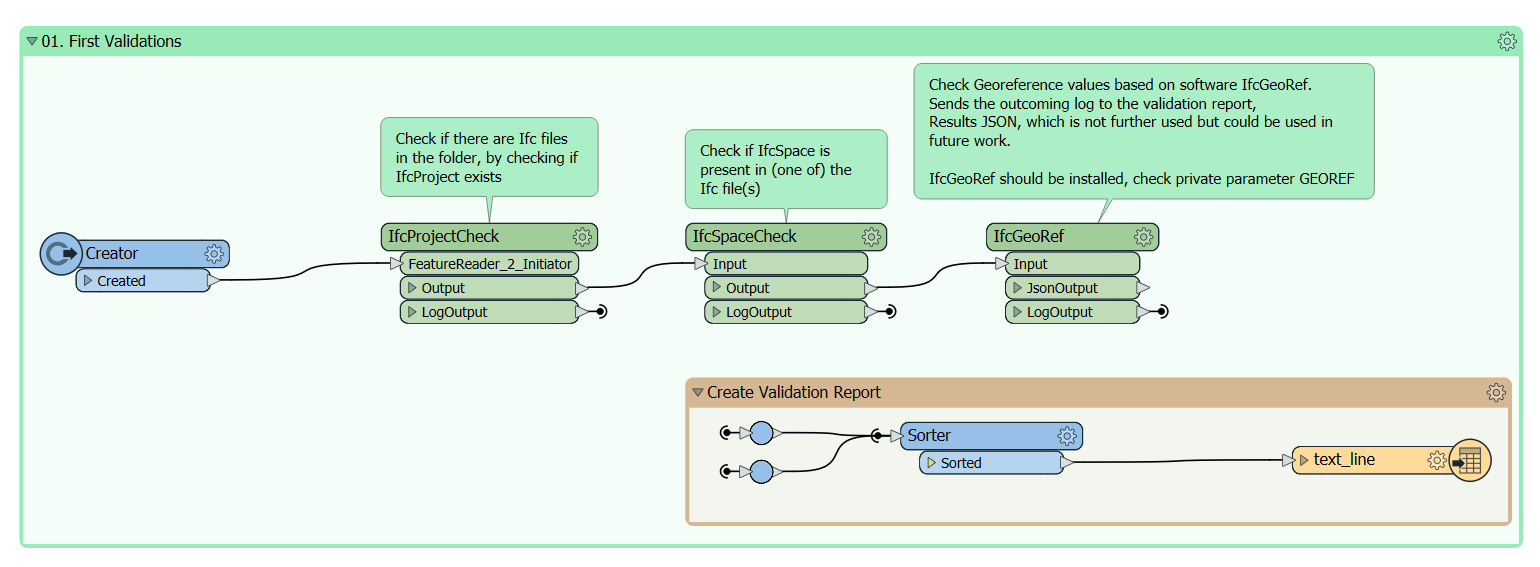 01. First Validations
Check if there are Ifc files
in the folder, by checking if
IfcProject exists
Check if IfcSpace is
present in (one of) the
Ifc file(s)
Check Georeference values based on software IfcGeoRef.
Sends the outcoming log to the validation report,
Results JSON, which is not further used but could be used in
future work.
IfcGeoRef should be installed, check private parameter GEOREF
Creator
Created
IfcProjectCheck
FeatureReader_2_Initiator
Output
LogOutput
IfcSpaceCheck
Input
Output
LogOutput
IfcGeoRef
Input
JsonOutput
LogOutput
Create Validation Report
Sorter
Sorted
text_line